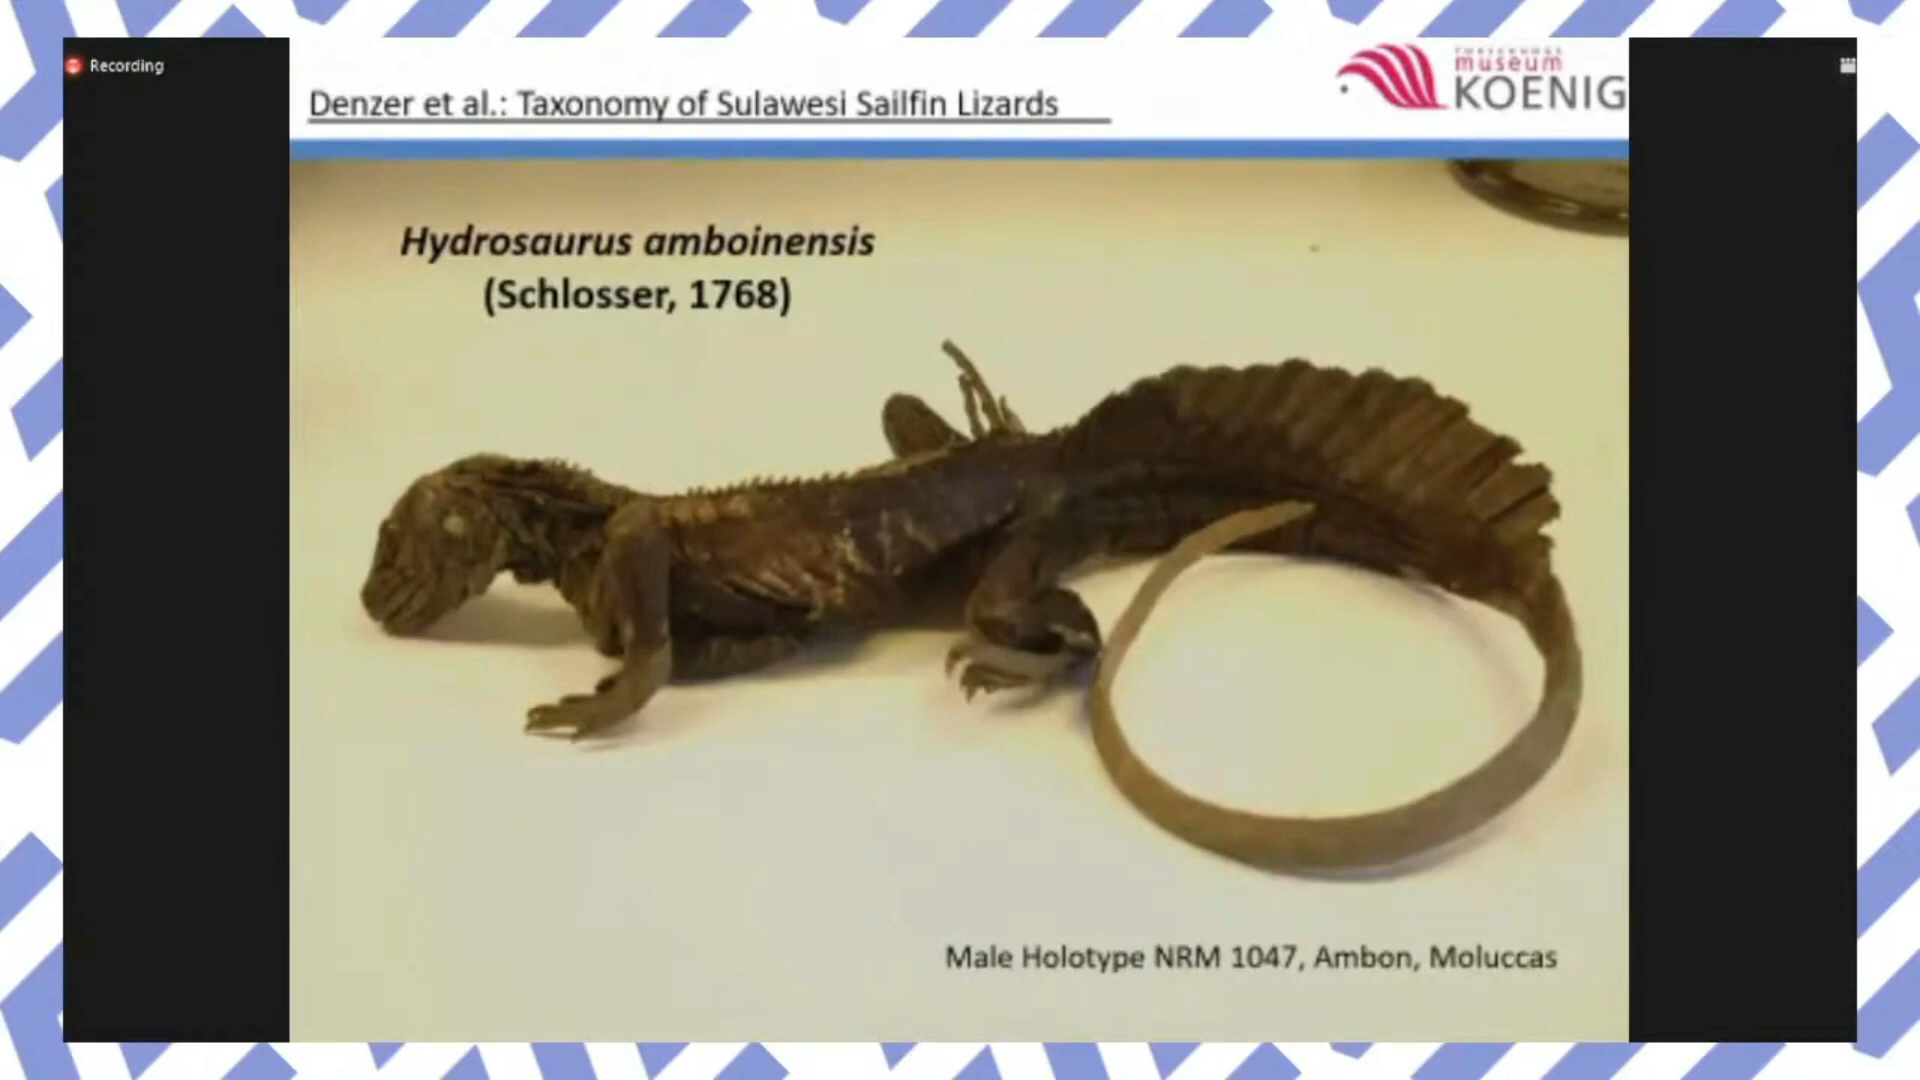 Recording
Denzer et al.: Taxonomy of Sulawesi Sailfin Lizards
FORSCHUNGS
museum
KOENIG
Hydrosaurus amboinensis
(Schlosser, 1768)
Male Holotype NRM 1047, Ambon, Moluccas